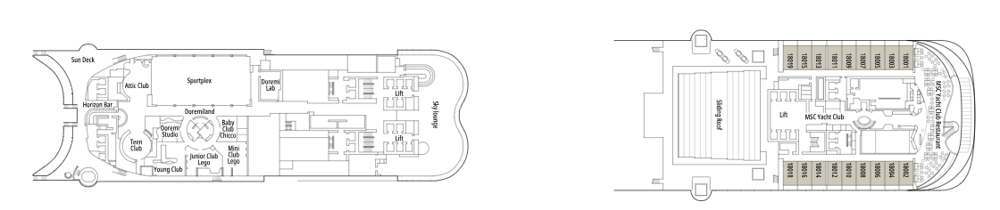 Sun Deck
Attic Club
Sportplex
Doremi
Lab
Lift
Sky lounge
Horizon Bar
Doremiland
Doremi
Studio
Baby
Club
Chicco
Teen
Club
Junior Club
Lego
Mini
Club
Lego
Young Club
Lift
Sliding Roof
Lift
MSC Yacht Club
MSC Yacht Club Restaurant
18019
18015
18013
18011
18009
18007
18005
18003
18001
18018
18016
18014
18012
18010
18008
18006
18004
18002